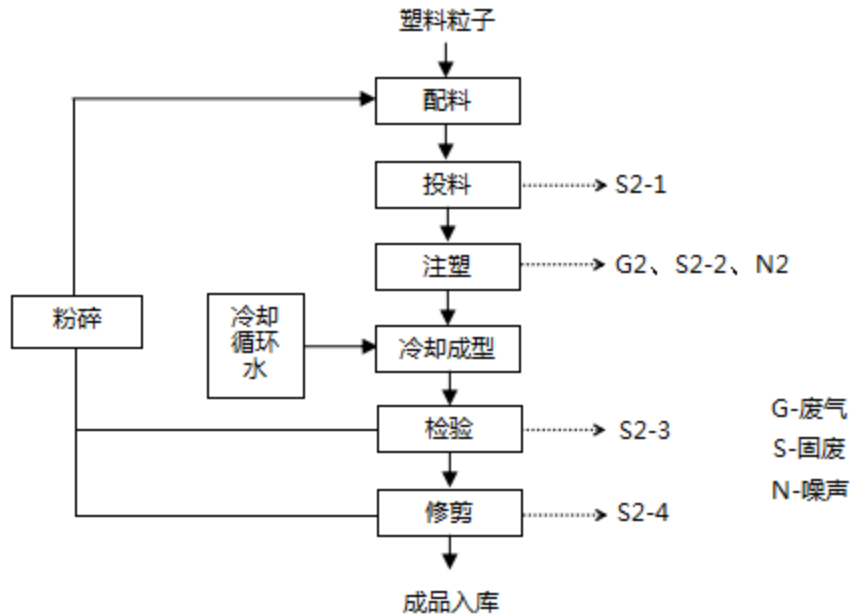 塑料粒子
配料
投料
S2-1
注塑
G2、S2-2、N2
粉碎
冷却
循环
水
冷却成型
检验
S2-3
G-废气
S-固废
N-噪声
修剪
S2-4
成品入库